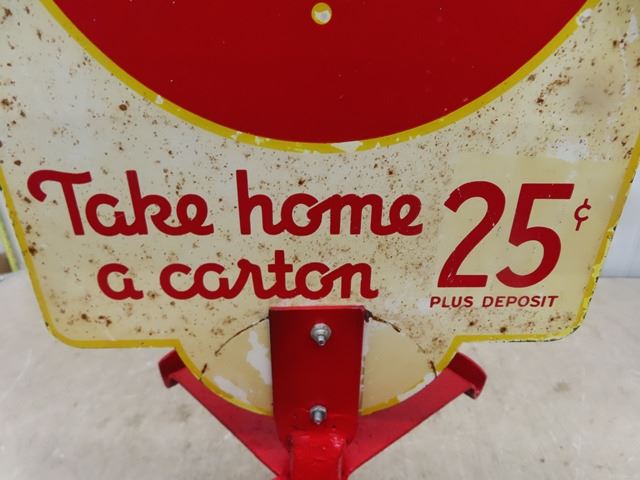 Take home
a carton
25¢
PLUS DEPOSIT